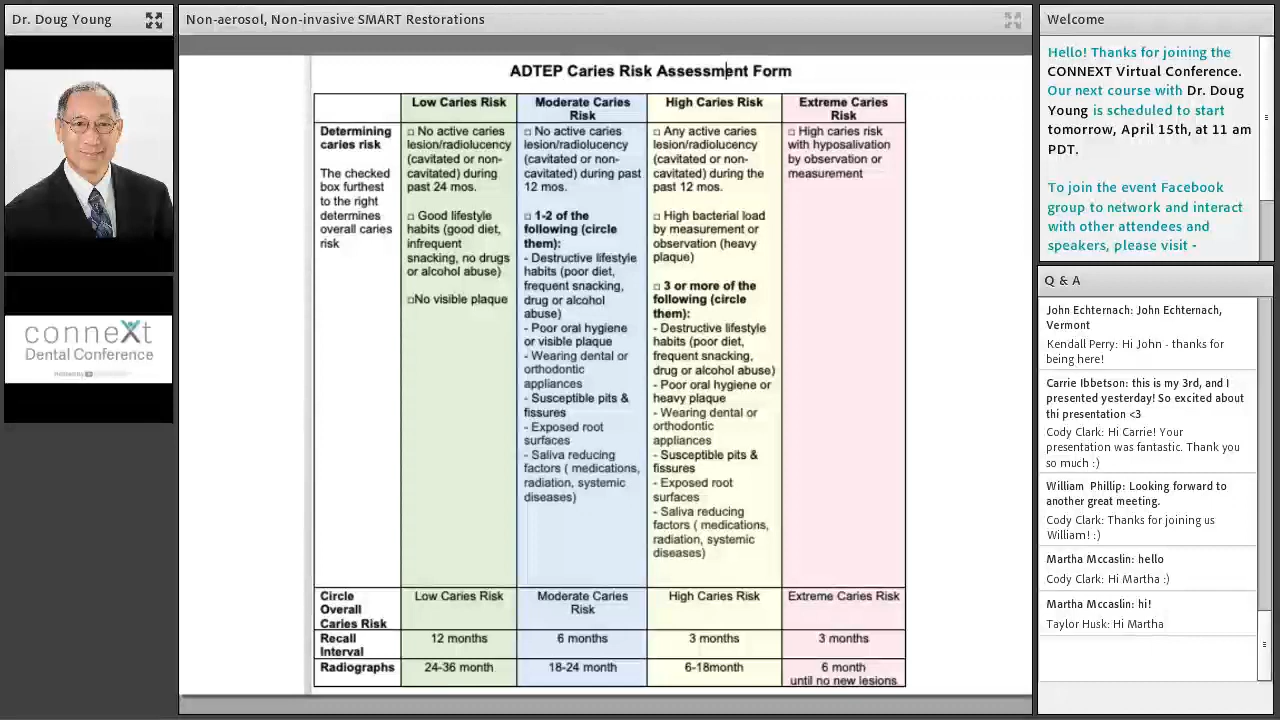 Dr. Doug Young
Non-aerosol, Non-invasive SMART Restorations
Welcome
Hello! Thanks for joining the
CONNEXT Virtual Conference.
Our next course with Dr. Doug
Young is scheduled to start
tomorrow, April 15th, at 11 am
PDT.
To join the event Facebook
group to network and interact
with other attendees and
speakers, please visit -
conneXt
Dental Conference
ADTEP Caries Risk Assessment Form
Low Caries Risk
Moderate Caries
Risk
High Caries Risk
Extreme Caries
Risk
Determining
caries risk
The checked
box furthest
to the right
determines
overall caries
risk
□ No active caries
lesion/radiolucency
(cavitated or non-
cavitated) during
past 24 mos.
□ Good lifestyle
habits (good diet,
infrequent
snacking, no drugs
or alcohol abuse)
□No visible plaque
□ No active caries
lesion/radiolucency
(cavitated or non-
cavitated) during past
12 mos.
□ 1-2 of the
following (circle
them):
- Destructive lifestyle
habits (poor diet,
frequent snacking,
drug or alcohol
abuse)
- Poor oral hygiene
or visible plaque
- Wearing dental or
orthodontic
appliances
- Susceptible pits &
fissures
- Exposed root
surfaces
- Saliva reducing
factors ( medications,
radiation, systemic
diseases)
□ Any active caries
lesion/radiolucency
(cavitated or non-
cavitated) during the
past 12 mos.
□ High bacterial load
by measurement or
observation (heavy
plaque)
□ 3 or more of the
following (circle
them):
- Destructive lifestyle
habits (poor diet,
frequent snacking,
drug or alcohol abuse)
- Poor oral hygiene or
heavy plaque
- Wearing dental or
orthodontic
appliances
- Susceptible pits &
fissures
- Exposed root
surfaces
- Saliva reducing
factors ( medications,
radiation, systemic
diseases)
□ High caries risk
with hyposalivation
by observation or
measurement
Circle
Overall
Caries Risk
Low Caries Risk
Moderate Caries
Risk
High Caries Risk
Extreme Caries Risk
Recall
Interval
12 months
6 months
3 months
3 months
Radiographs
24-36 month
18-24 month
6-18month
6 month
until no new lesions
Q & A
John Echternach: John Echternach,
Vermont
Kendall Perry: Hi John - thanks for
being here!
Carrie Ibbetson: this is my 3rd, and I
presented yesterday! So excited about
thi presentation <3
Cody Clark: Hi Carrie! Your
presentation was fantastic. Thank you
so much :)
William Phillip: Looking forward to
another great meeting.
Cody Clark: Thanks for joining us
William! :)
Martha Mccaslin: hello
Cody Clark: Hi Martha :)
Martha Mccaslin: hi!
Taylor Husk: Hi Martha